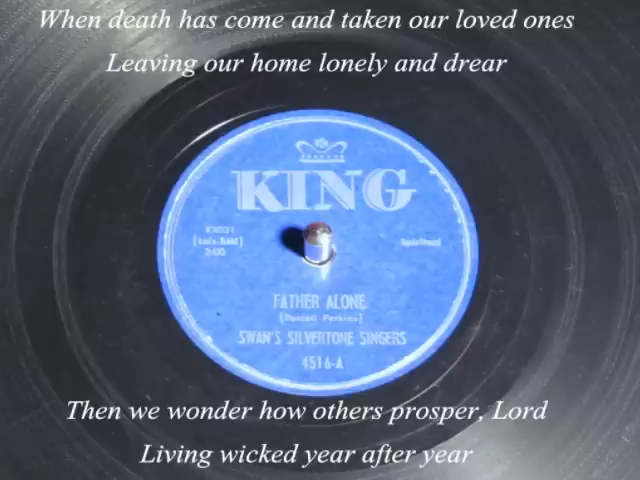 When death has come and taken our loved ones
Leaving our home lonely and drear
KING
FATHER ALONE
SWAN'S SILVERTONE SINGERS
4516-A
Then we wonder how others prosper, Lord
Living wicked year after year